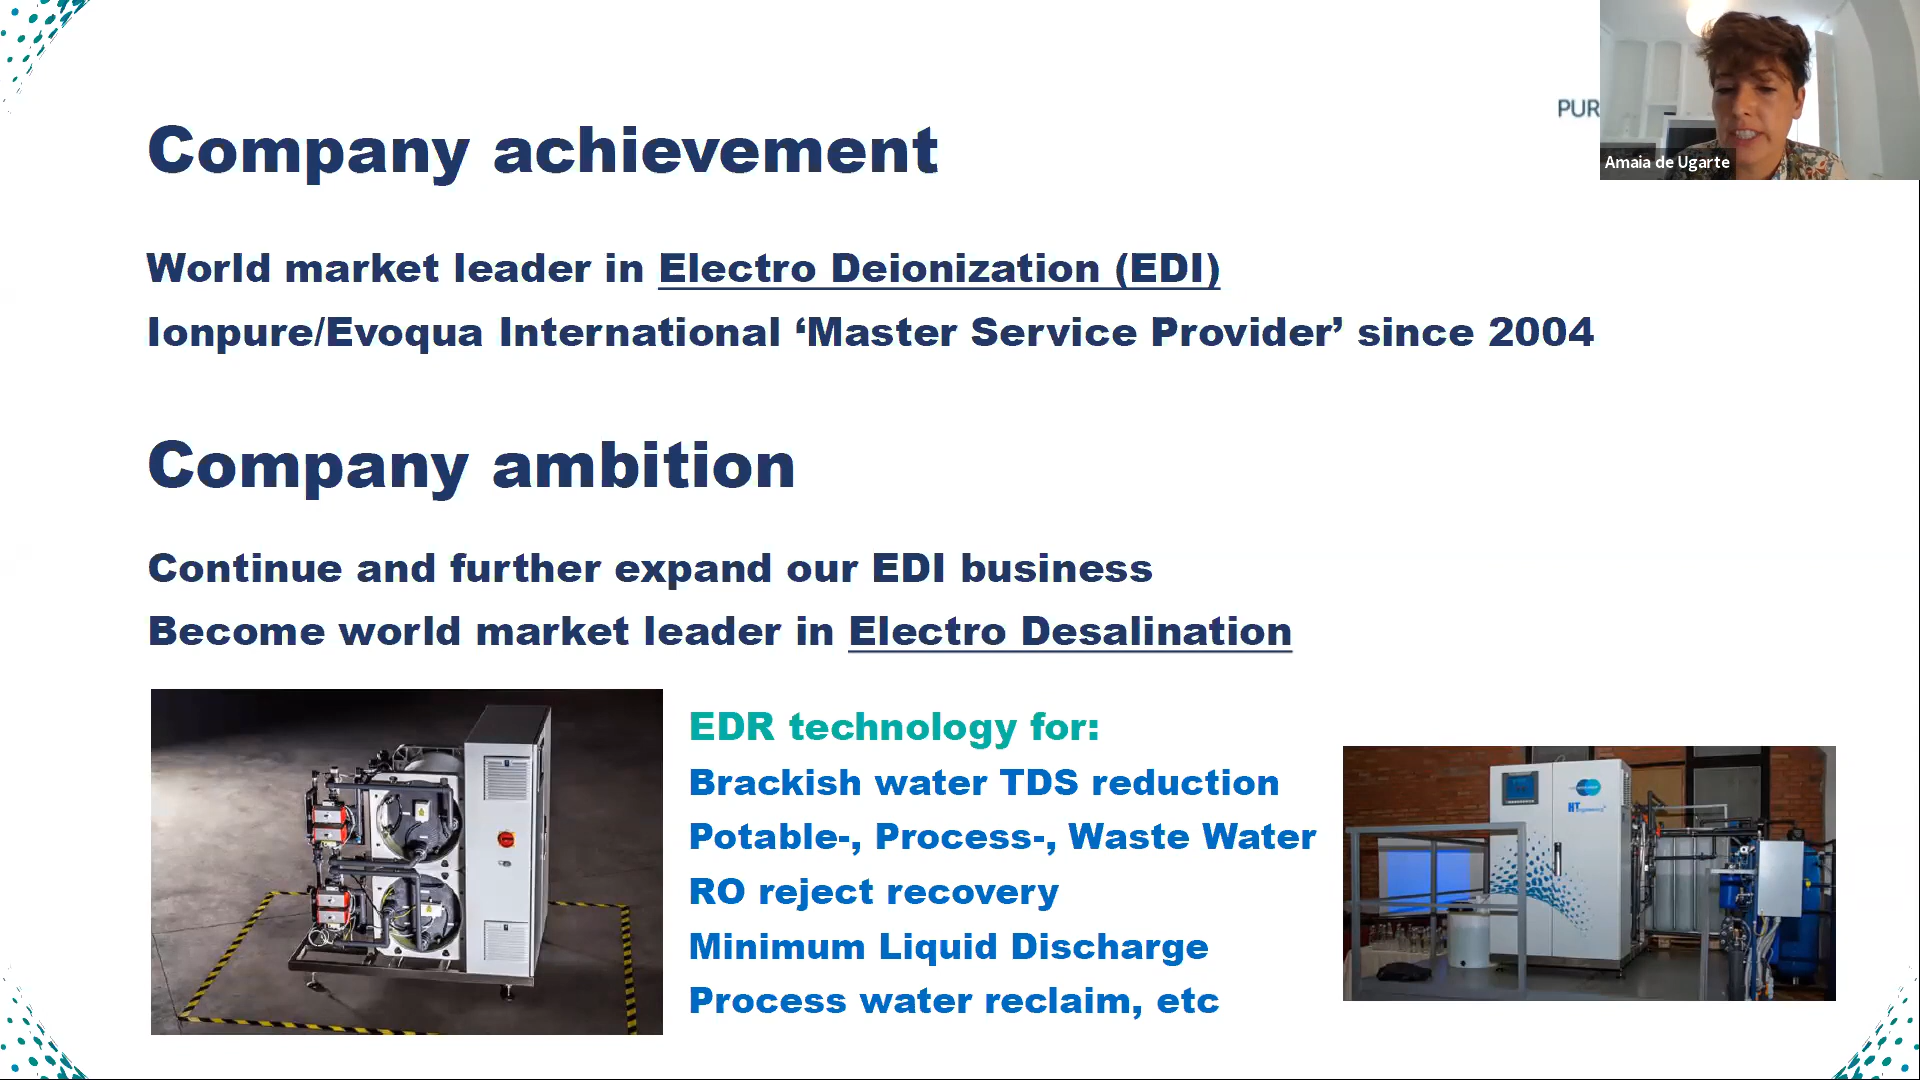 PUR
Amaia de Ugarte
Company achievement
World market leader in Electro Deionization (EDI)
Ionpure/Evoqua International ‘Master Service Provider’ since 2004
Company ambition
Continue and further expand our EDI business
Become world market leader in Electro Desalination
EDR technology for:
Brackish water TDS reduction
Potable-, Process-, Waste Water
RO reject recovery
Minimum Liquid Discharge
Process water reclaim, etc